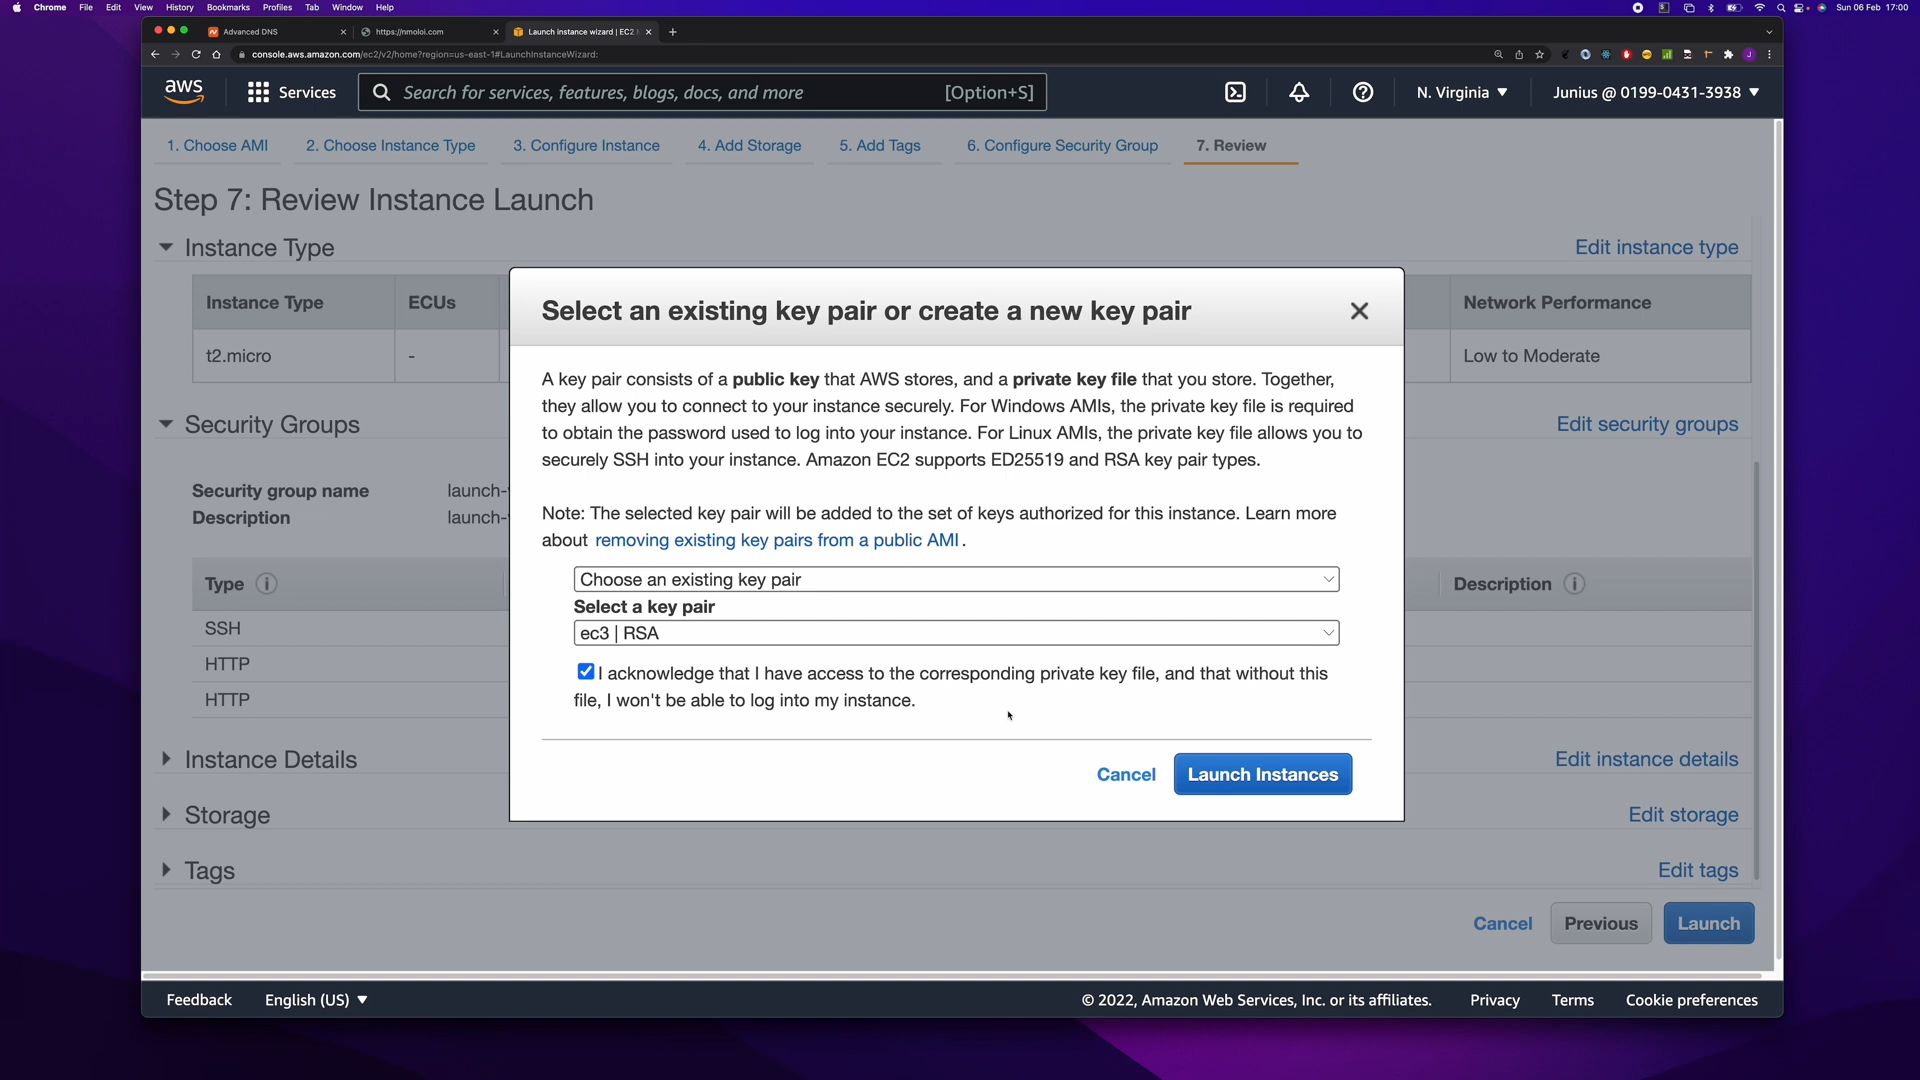 Chrome File Edit View History Bookmarks Profiles Tab Window Help
Sun 06 Feb 17:00
Advanced DNS
https://nmoloi.com
Launch instance wizard | EC2
console.aws.amazon.com/ec2/v2/home?region=us-east-1#LaunchInstanceWizard:
aws
Services
Search for services, features, blogs, docs, and more
[Option+S]
N. Virginia
Junius @ 0199-0431-3938
1. Choose AMI
2. Choose Instance Type
3. Configure Instance
4. Add Storage
5. Add Tags
6. Configure Security Group
7. Review
Step 7: Review Instance Launch
Instance Type
Edit instance type
Instance Type
ECUs
Network Performance
t2.micro
-
Low to Moderate
Security Groups
Edit security groups
Security group name
launch-
Description
launch-
Type
Description
SSH
HTTP
HTTP
Instance Details
Edit instance details
Storage
Edit storage
Tags
Edit tags
Select an existing key pair or create a new key pair
A key pair consists of a public key that AWS stores, and a private key file that you store. Together,
they allow you to connect to your instance securely. For Windows AMIs, the private key file is required
to obtain the password used to log into your instance. For Linux AMIs, the private key file allows you to
securely SSH into your instance. Amazon EC2 supports ED25519 and RSA key pair types.
Note: The selected key pair will be added to the set of keys authorized for this instance. Learn more
about removing existing key pairs from a public AMI.
Choose an existing key pair
Select a key pair
ec3 | RSA
I acknowledge that I have access to the corresponding private key file, and that without this
file, I won't be able to log into my instance.
Cancel
Launch Instances
Cancel
Previous
Launch
Feedback
English (US)
© 2022, Amazon Web Services, Inc. or its affiliates.
Privacy
Terms
Cookie preferences